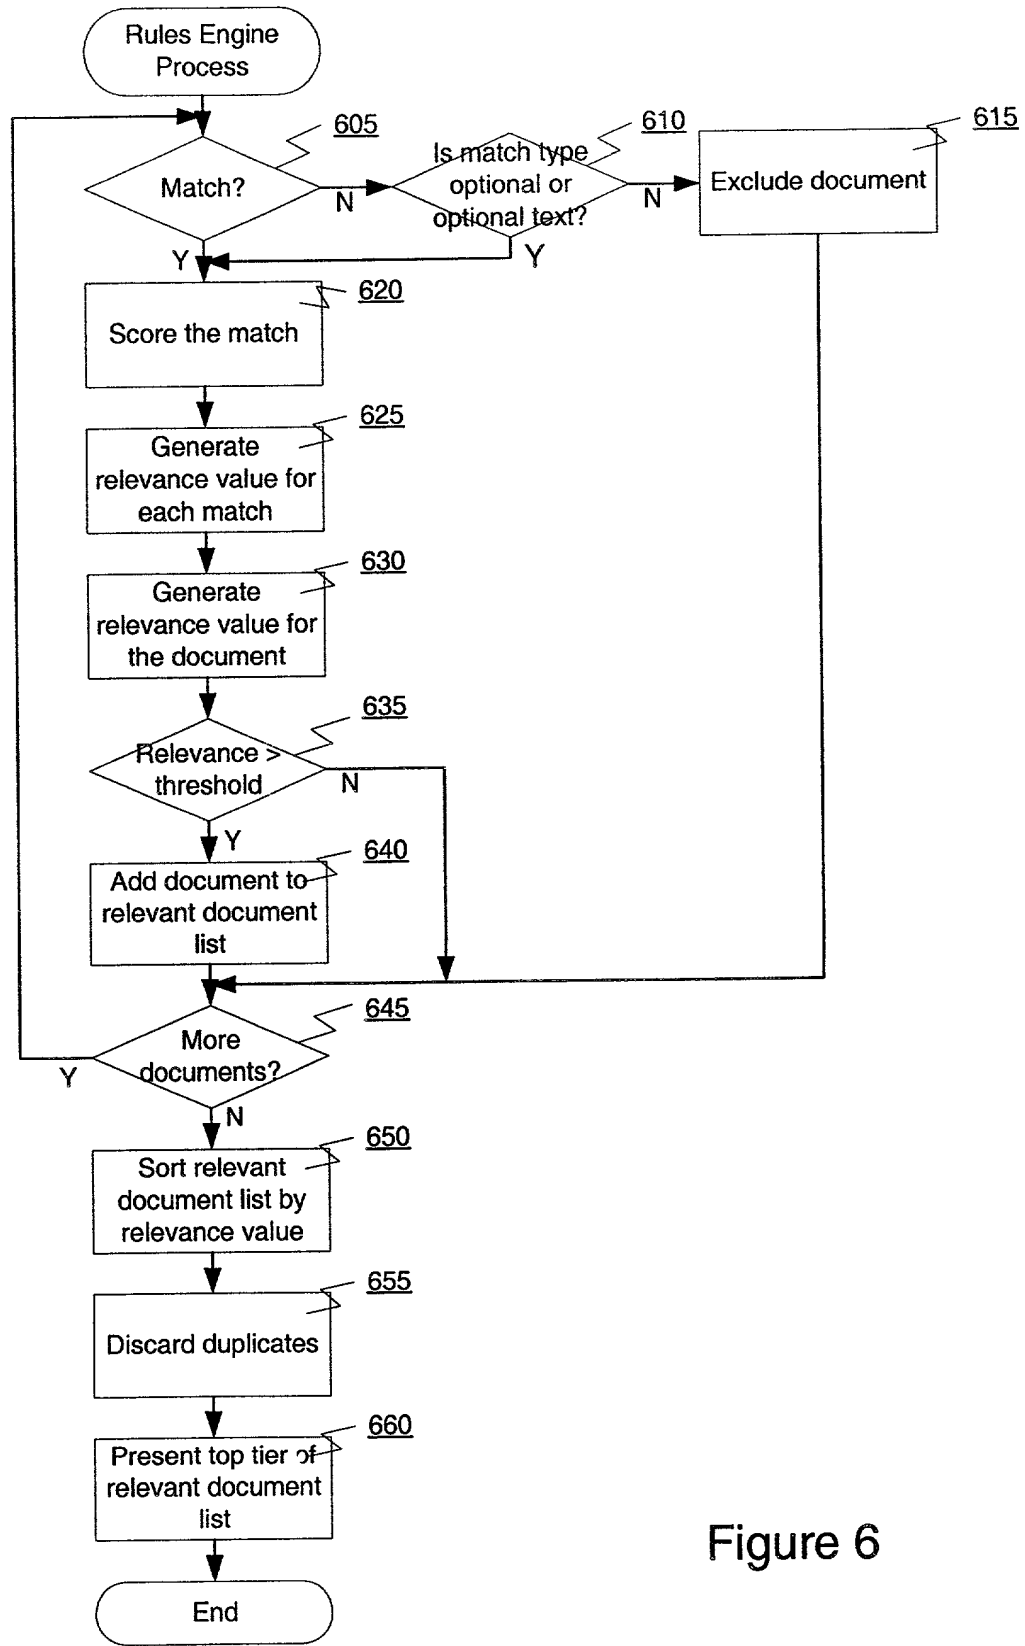 Rules Engine
Process
605
Match?
N
Y
610
Is match type
optional or
optional text?
N
Y
615
Exclude document
620
Score the match
625
Generate
relevance value for
each match
630
Generate
relevance value for
the document
635
Relevance >
threshold
N
Y
640
Add document to
relevant document
list
645
More
documents?
Y
N
650
Sort relevant
document list by
relevance value
655
Discard duplicates
660
Present top tier of
relevant document
list
End
Figure 6